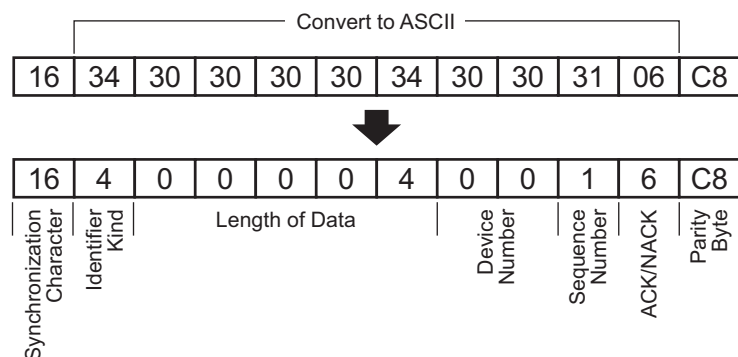 Convert to ASCII
16 34 30 30 30 30 34 30 30 31 06 C8
16 4 0 0 0 0 4 0 0 1 6 C8
Synchronization
Character
Identifier
Kind
Length of Data
Device
Number
Sequence
Number
ACK/NACK
Parity
Byte